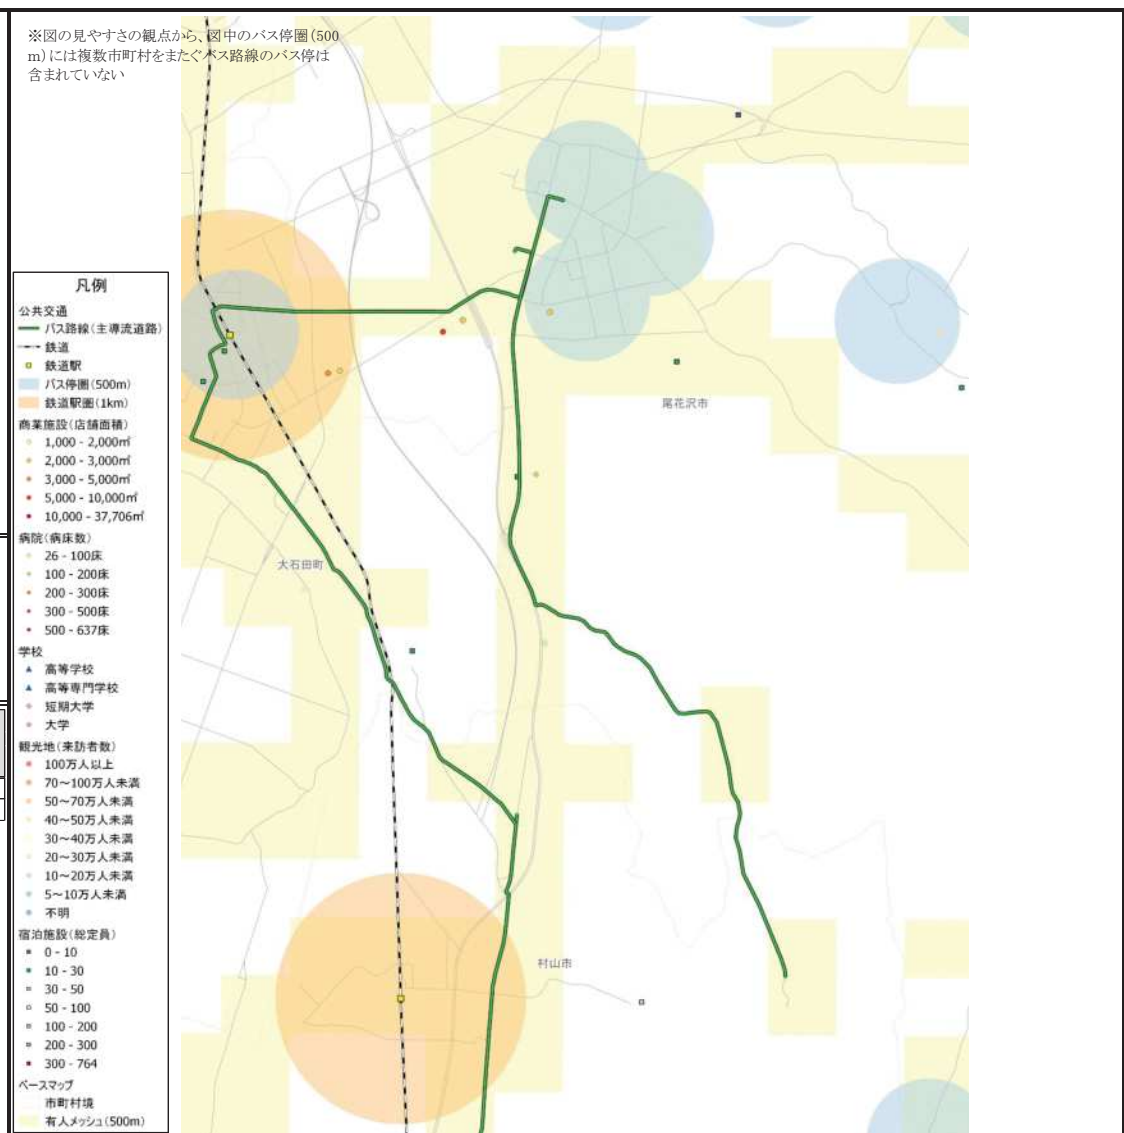 ※図の見やすさの観点から、図中のバス停圏(500
m)には複数市町村をまたぐバス路線のバス停は
含まれていない
凡例
公共交通
バス路線(主導流道路)
鉄道
鉄道駅
バス停圏(500m)
鉄道駅圏(1km)
商業施設(店舗面積)
1,000 - 2,000㎡
2,000 - 3,000㎡
3,000 - 5,000㎡
5,000 - 10,000㎡
10,000 - 37,706㎡
病院(病床数)
26 - 100床
100 - 200床
200 - 300床
300 - 500床
500 - 637床
学校
高等学校
高等専門学校
短期大学
大学
観光地(来訪者数)
100万人以上
70～100万人未満
50～70万人未満
40～50万人未満
30～40万人未満
20～30万人未満
10～20万人未満
5～10万人未満
不明
宿泊施設(総定員)
0 - 10
10 - 30
30 - 50
50 - 100
100 - 200
200 - 300
300 - 764
ベースマップ
市町村境
有人メッシュ(500m)
尾花沢市
大石田町
村山市